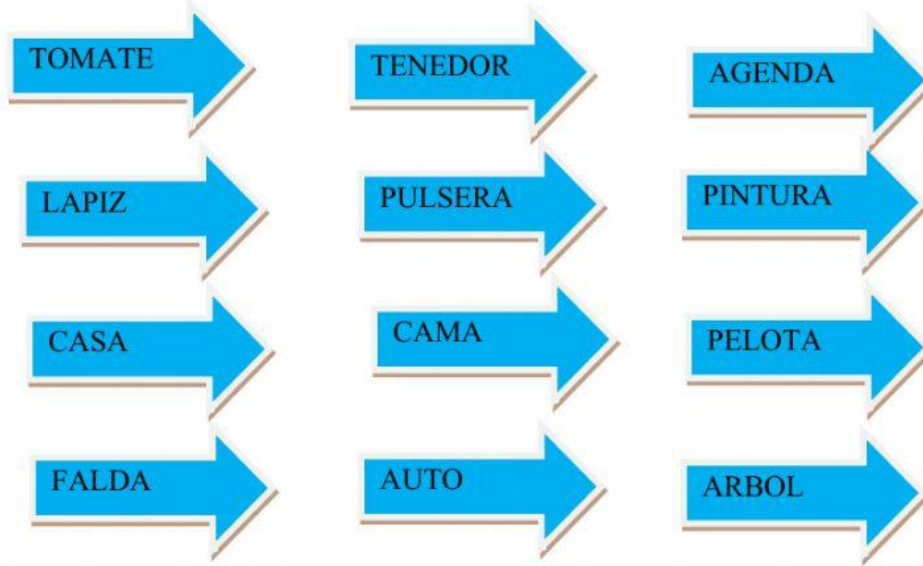 TOMATE
TENEDOR
AGENDA
LAPIZ
PULSERA
PINTURA
CASA
CAMA
PELOTA
FALDA
AUTO
ARBOL